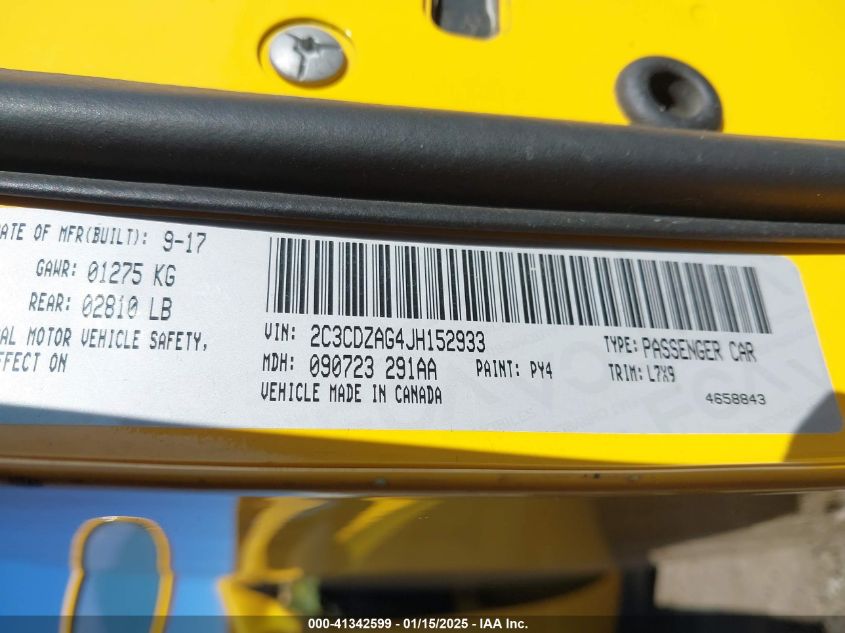 ATE OF MFR(BUILT): 9-17
GAWR: 01275 KG
REAR: 02810 LB
AL MOTOR VEHICLE SAFETY,
FFECT ON
VIN: 2C3CDZAG4JH152933
TYPE: PASSENGER CAR
MDH: 090723 291AA
PAINT: PY4
TRIM: L7X9
VEHICLE MADE IN CANADA
4658843
000-41342599 - 01/15/2025 - IAA Inc.